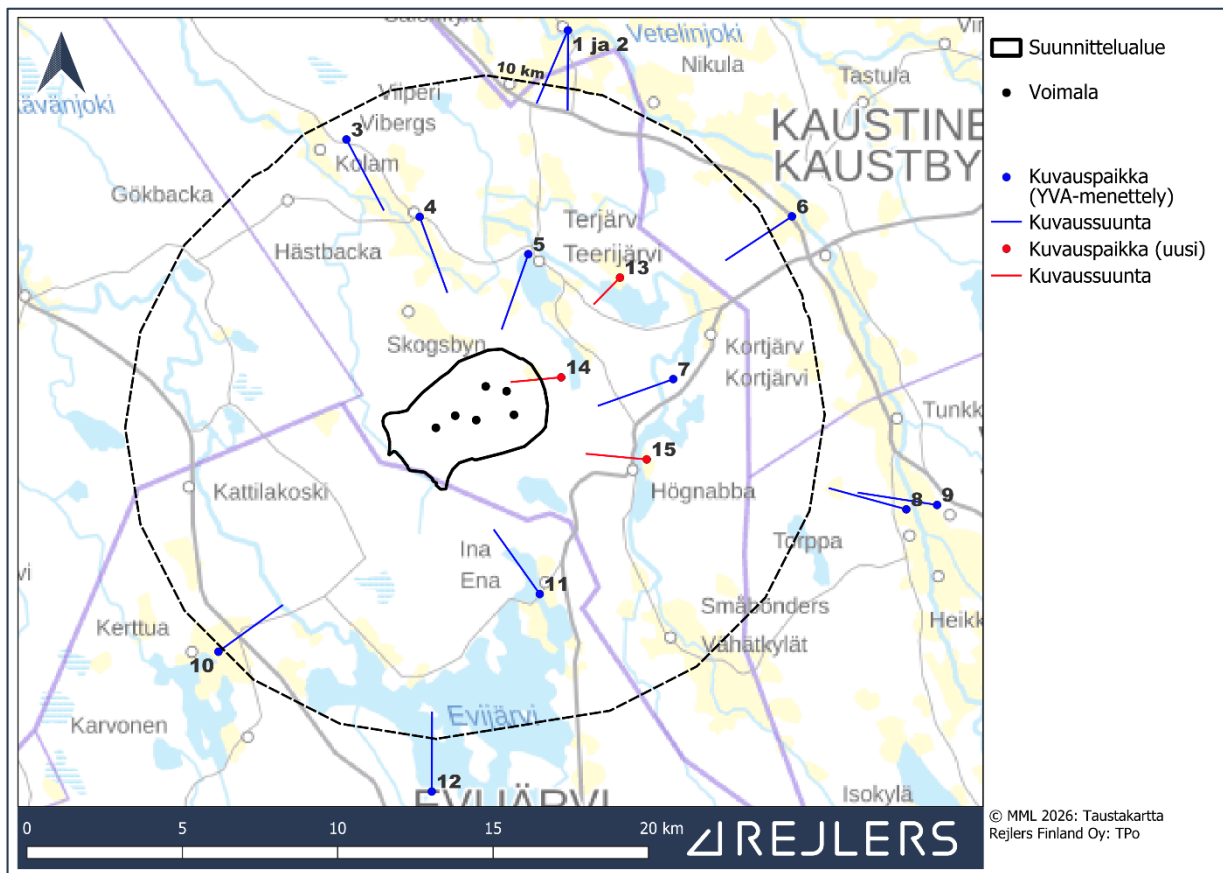 Vetelinjoki
1 ja 2
Nikula
10 km
Tastula
Viiperi
Vibergs
KAUSTINE
KAUSTBY
3
Kolam
Gökbacka
4
6
Terjärv
Teerijärvi
Hästbacka
5
13
Skogsbyn
Kortjärv
Kortjärvi
14
7
Tunkk
15
Kattilakoski
Högnabba
8
9
Torppa
Ina
Ena
11
Småbönders
Vähätkylät
Heikk
Kerttua
10
Karvonen
Evijärvi
12
EVIJÄRVI
Isokylä
Suunnittelualue
Voimala
Kuvauspaikka
(YVA-menettely)
Kuvaussuunta
Kuvauspaikka (uusi)
Kuvaussuunta
0
5
10
15
20 km
REJLERS
© MML 2026: Taustakartta
Rejlers Finland Oy: TPo